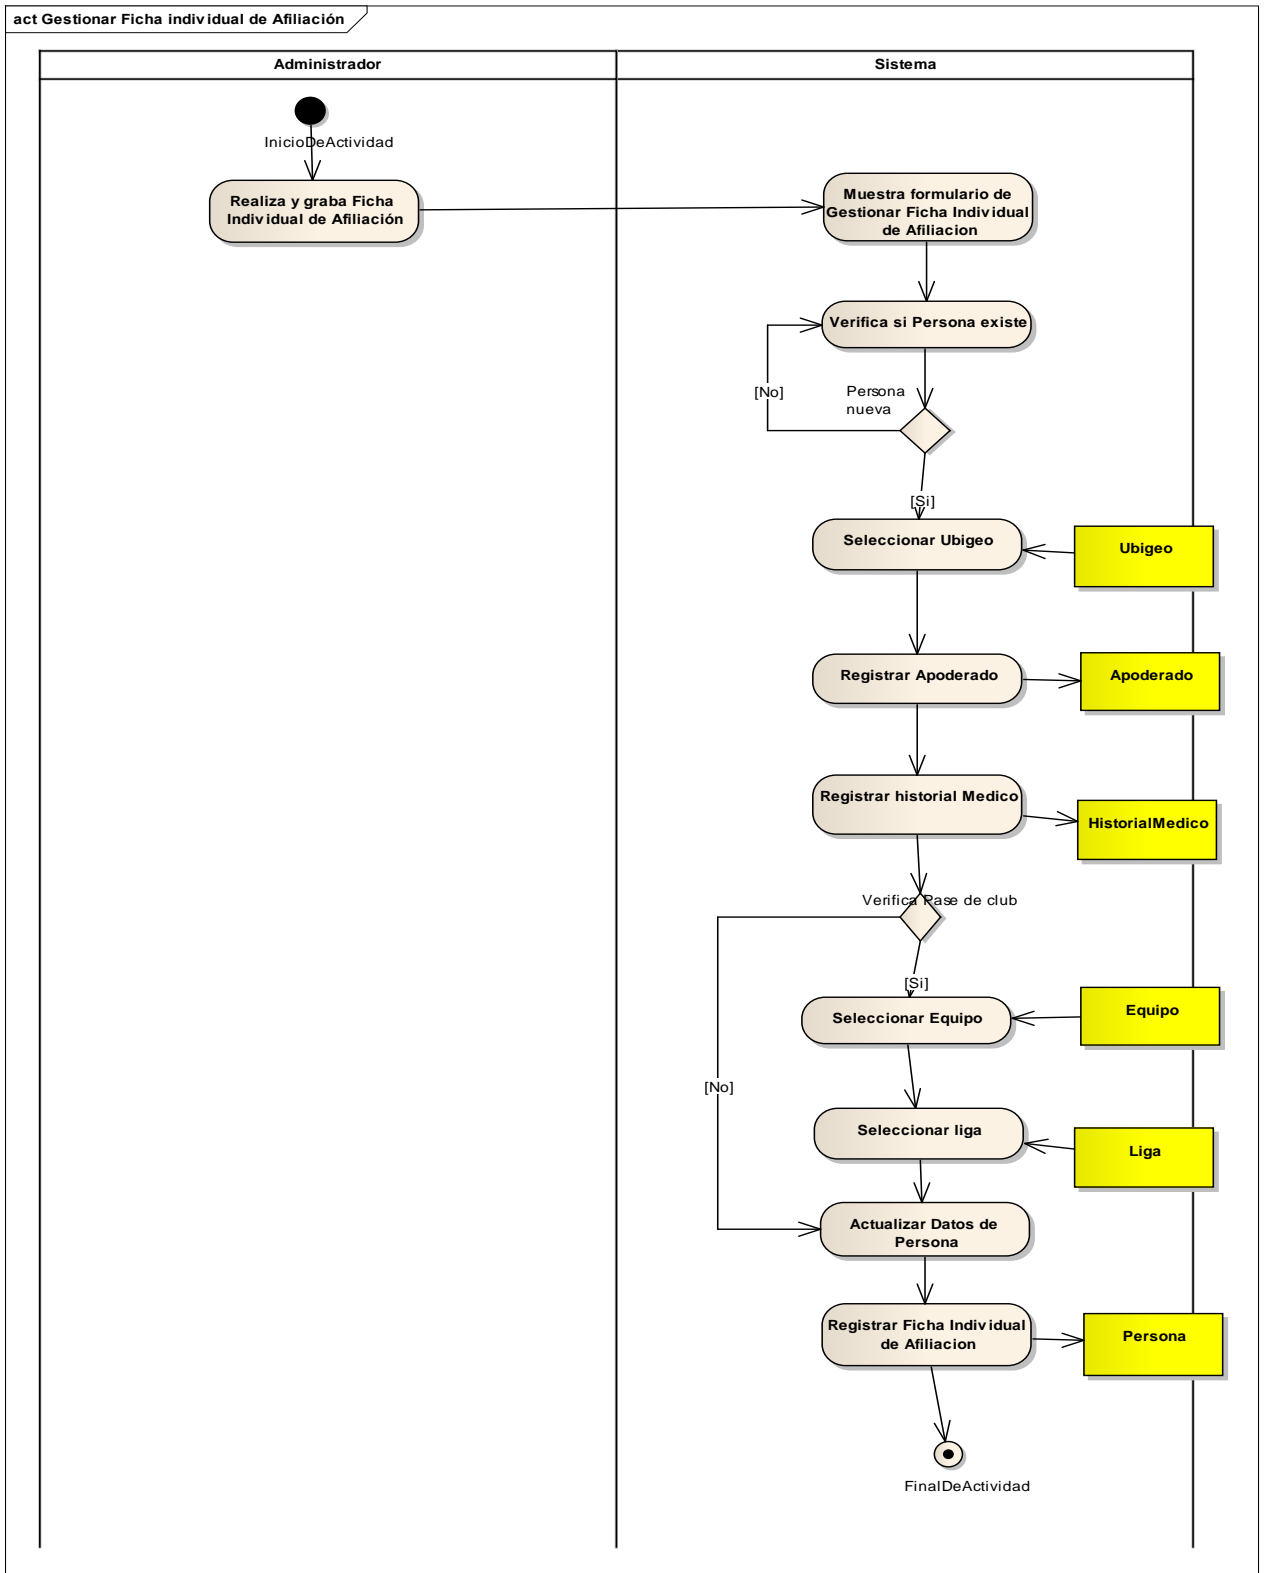 act Gestionar Ficha individual de Afiliación
Administrador
Sistema
InicioDeActividad
Realiza y graba Ficha
Individual de Afiliación
Muestra formulario de
Gestionar Ficha Individual
de Afiliacion
Verifica si Persona existe
[No]
Persona
nueva
[Si]
Seleccionar Ubigeo
Ubigeo
Registrar Apoderado
Apoderado
Registrar historial Medico
HistorialMedico
Verifica Pase de club
[Si]
Seleccionar Equipo
Equipo
[No]
Seleccionar liga
Liga
Actualizar Datos de
Persona
Registrar Ficha Individual
de Afiliacion
Persona
FinalDeActividad